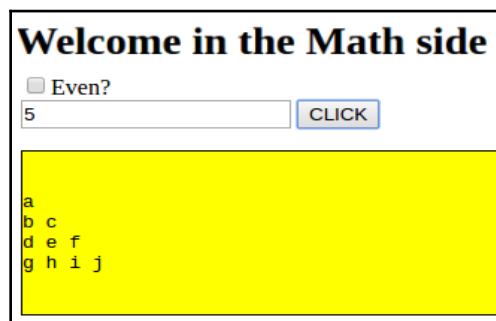 Welcome in the Math side
Even?
5 CLICK
a
b c
d e f
g h i j